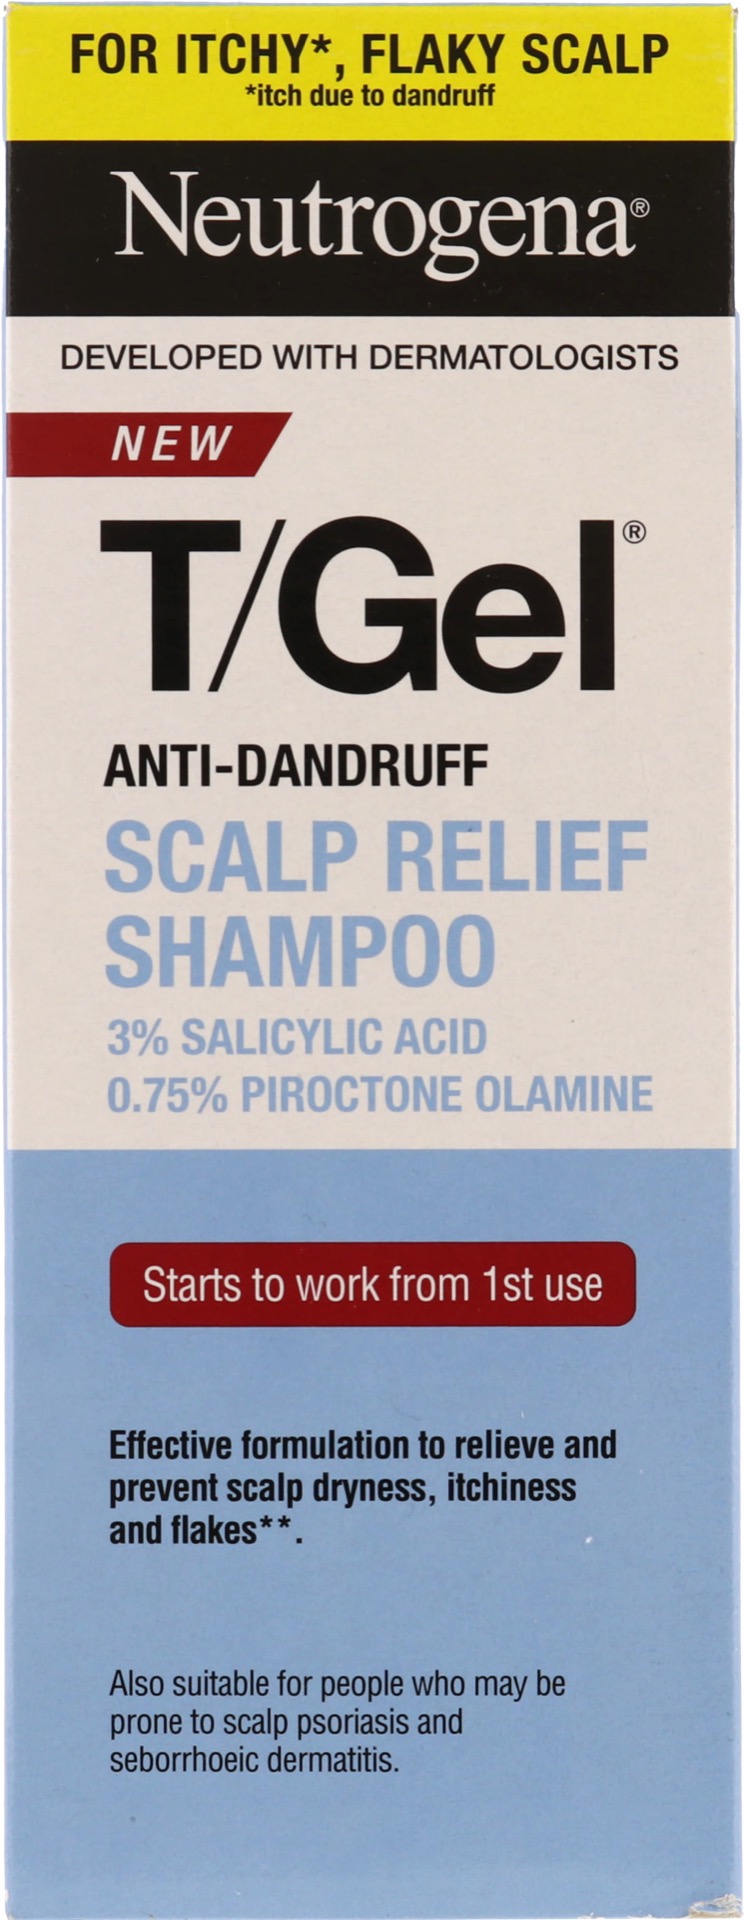 FOR ITCHY*, FLAKY SCALP
*itch due to dandruff
Neutrogena®
DEVELOPED WITH DERMATOLOGISTS
NEW
T/Gel®
ANTI-DANDRUFF
SCALP RELIEF
SHAMPOO
3% SALICYLIC ACID
0.75% PIROCTONE OLAMINE
Starts to work from 1st use
Effective formulation to relieve and
prevent scalp dryness, itchiness
and flakes**.
Also suitable for people who may be
prone to scalp psoriasis and
seborrhoeic dermatitis.